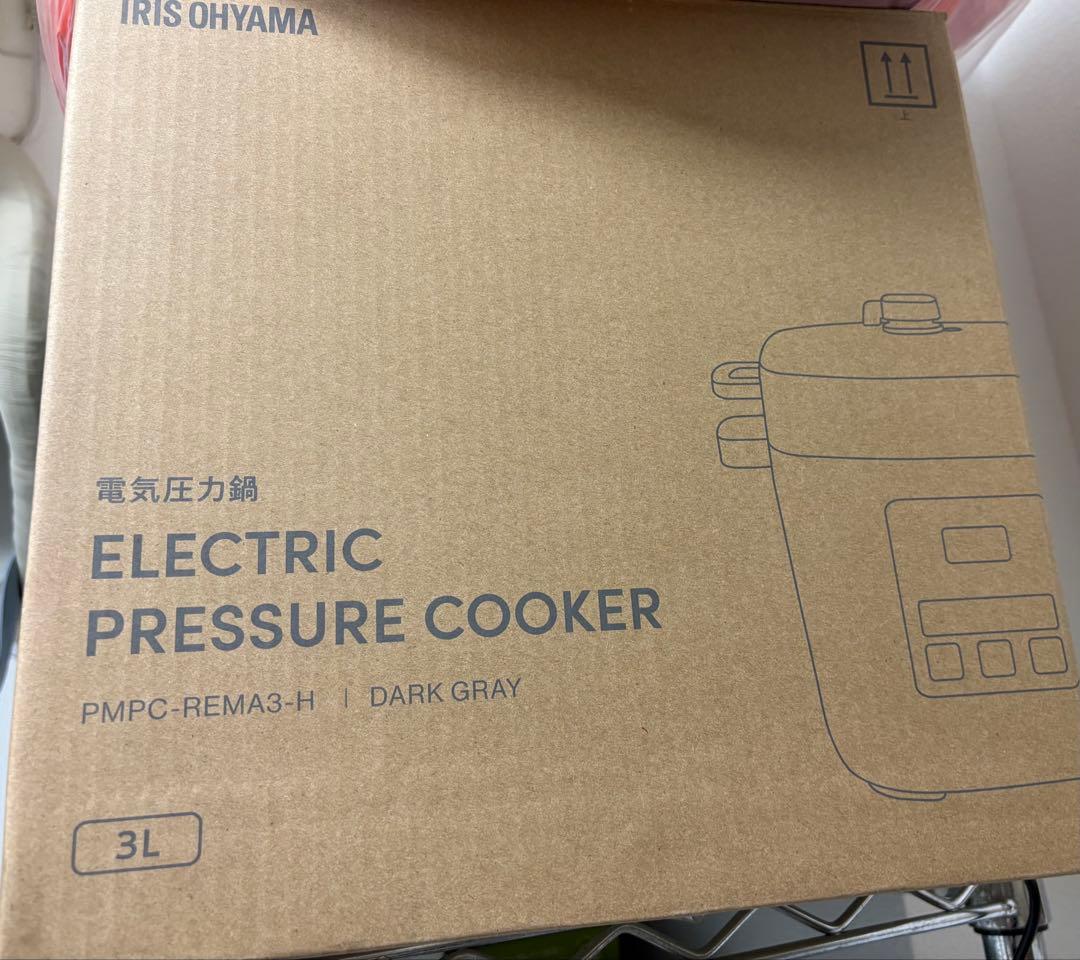 IRIS OHYAMA
上
電気圧力鍋
ELECTRIC
PRESSURE COOKER
PMPC-REMA3-H | DARK GRAY
3L